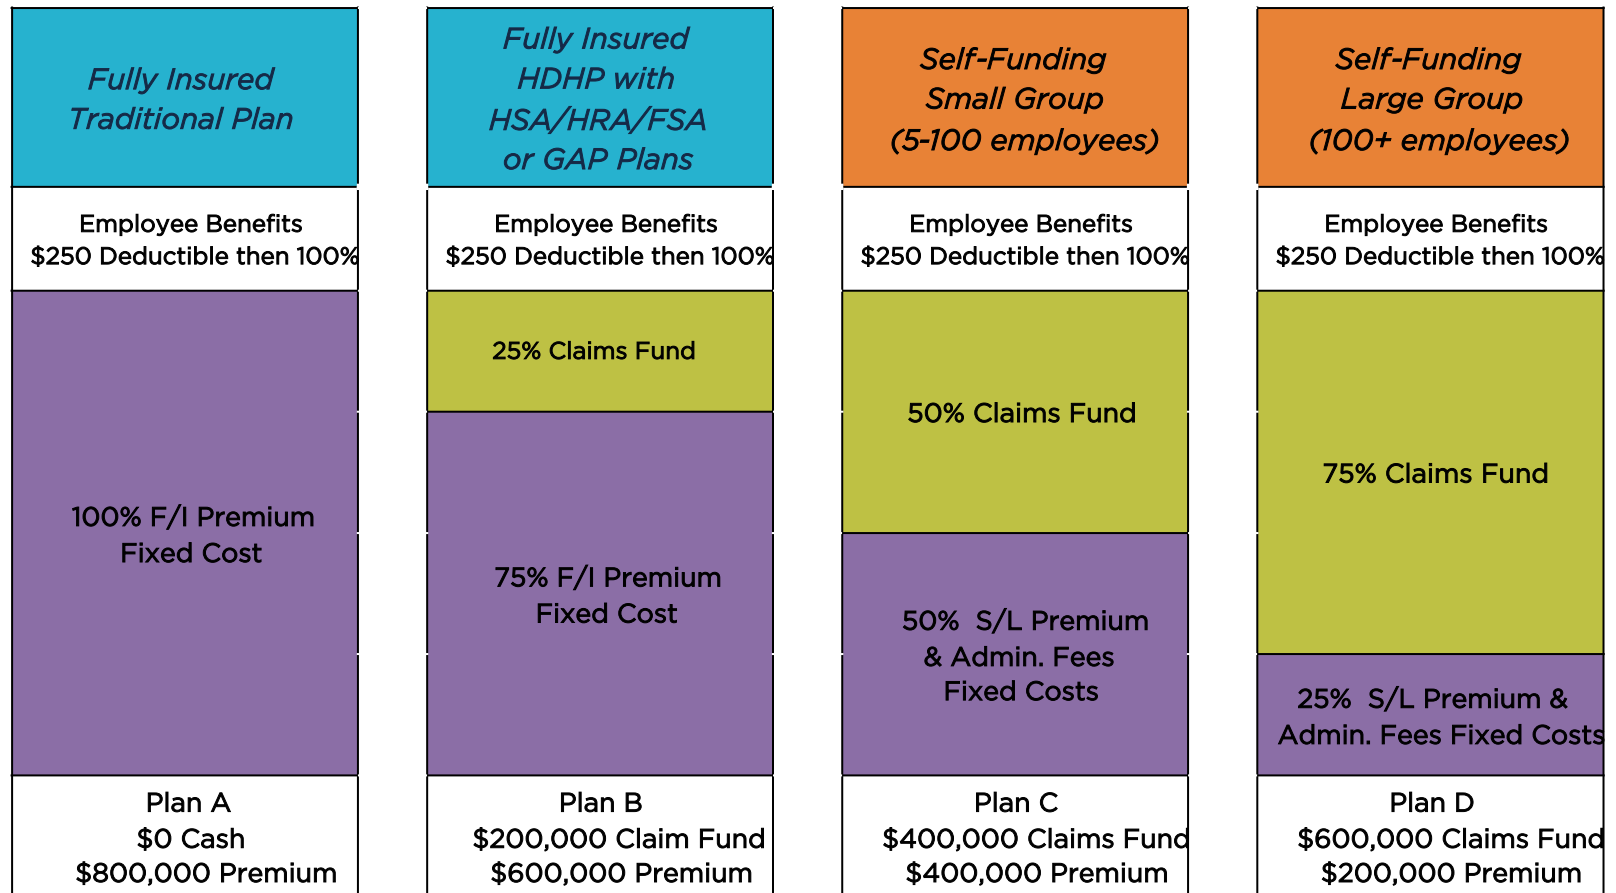 Fully Insured
Traditional Plan
Employee Benefits
$250 Deductible then 100%
100% F/I Premium
Fixed Cost
Plan A
$0 Cash
$800,000 Premium
Fully Insured
HDHP with
HSA/HRA/FSA
or GAP Plans
Employee Benefits
$250 Deductible then 100%
25% Claims Fund
75% F/I Premium
Fixed Cost
Plan B
$200,000 Claim Fund
$600,000 Premium
Self-Funding
Small Group
(5-100 employees)
Employee Benefits
$250 Deductible then 100%
50% Claims Fund
50% S/L Premium
& Admin. Fees
Fixed Costs
Plan C
$400,000 Claims Fund
$400,000 Premium
Self-Funding
Large Group
(100+ employees)
Employee Benefits
$250 Deductible then 100%
75% Claims Fund
25% S/L Premium &
Admin. Fees Fixed Costs
Plan D
$600,000 Claims Fund
$200,000 Premium